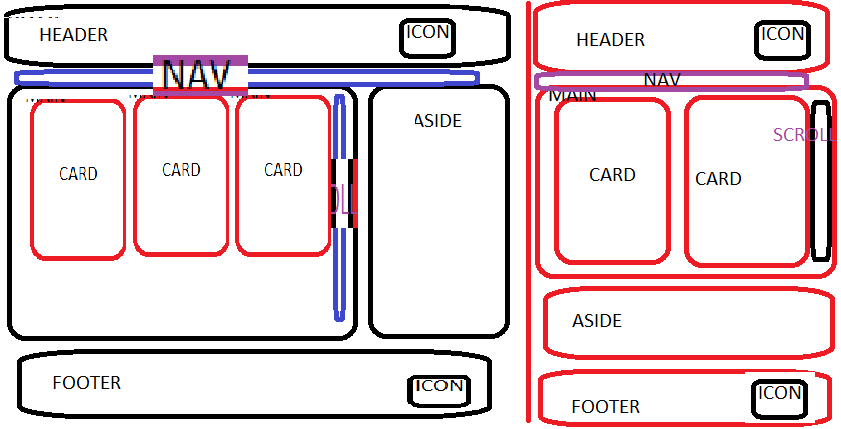 HEADER
ICON
NAV
ASIDE
CARD
CARD
CARD
FOOTER
ICON
HEADER
ICON
NAV
MAIN
SCROLL
CARD
CARD
ASIDE
FOOTER
ICON